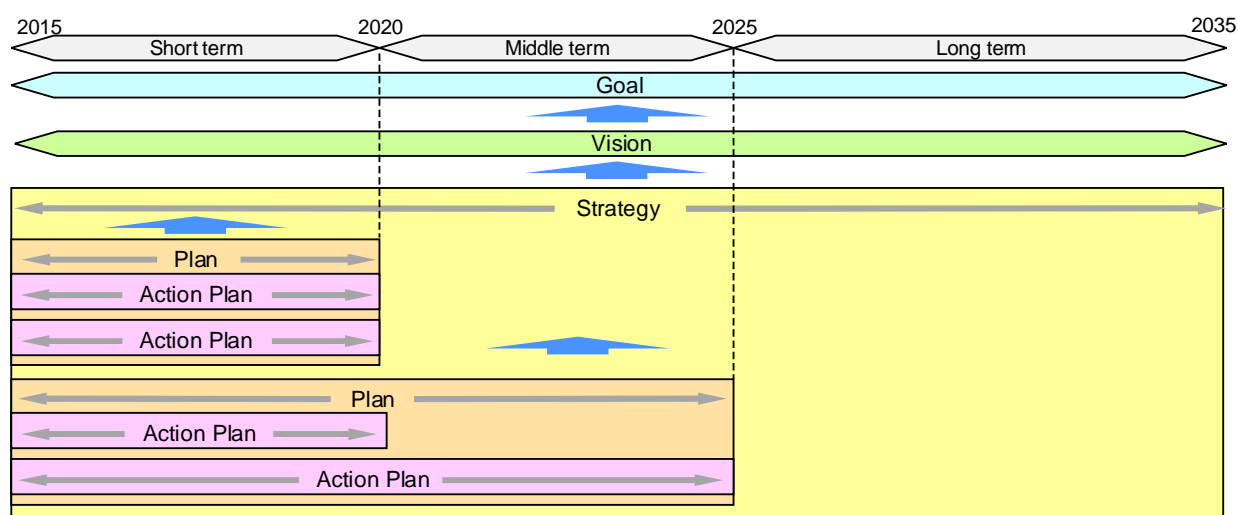 2015 2020 2025 2035
Short term Middle term Long term
Goal
Vision
Strategy
Plan
Action Plan
Action Plan
Plan
Action Plan
Action Plan